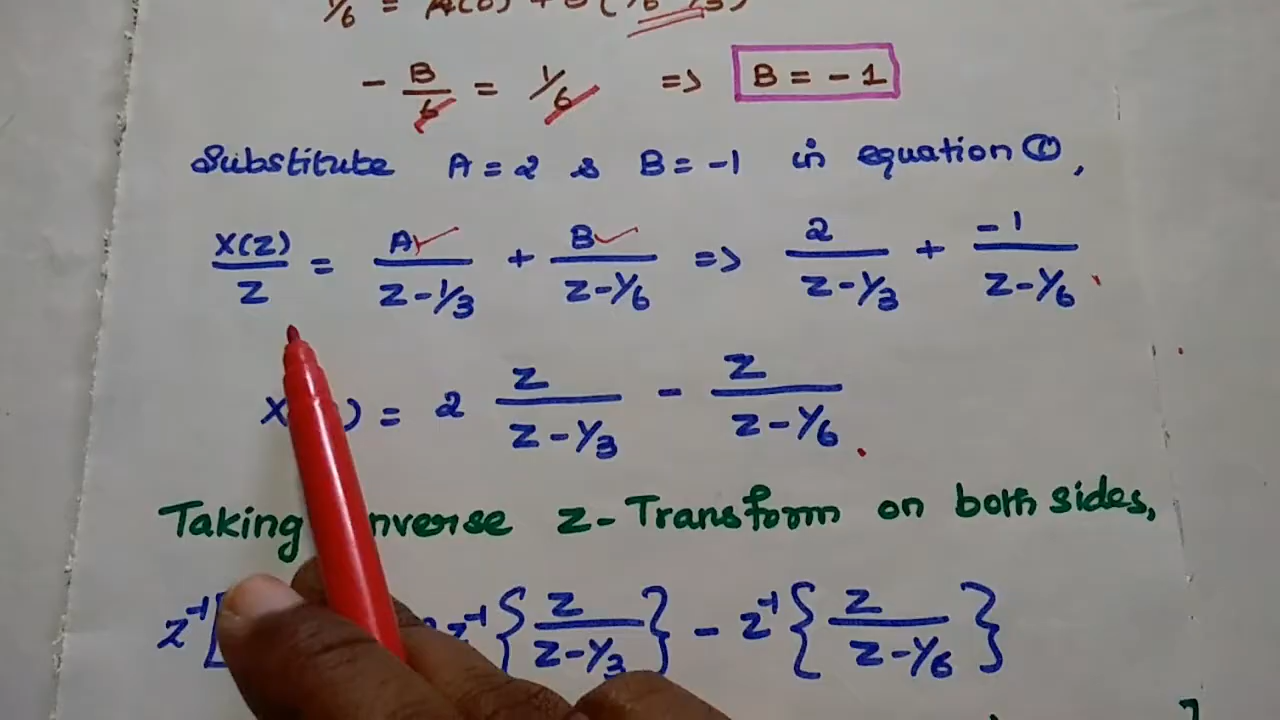 - B/6 = 1/6 => B = - 1
Substitute A = 2 & B = -1 in equation ①,
X(Z)/Z = A/(Z - 1/3) + B/(Z - 1/6) => 2/(Z - 1/3) + -1/(Z - 1/6)
= 2 Z/(Z - 1/3) - Z/(Z - 1/6)
Taking nverse Z-Transform on both sides,
Z⁻¹[ z⁻¹{Z/(Z - 1/3)} - Z⁻¹{Z/(Z - 1/6)}